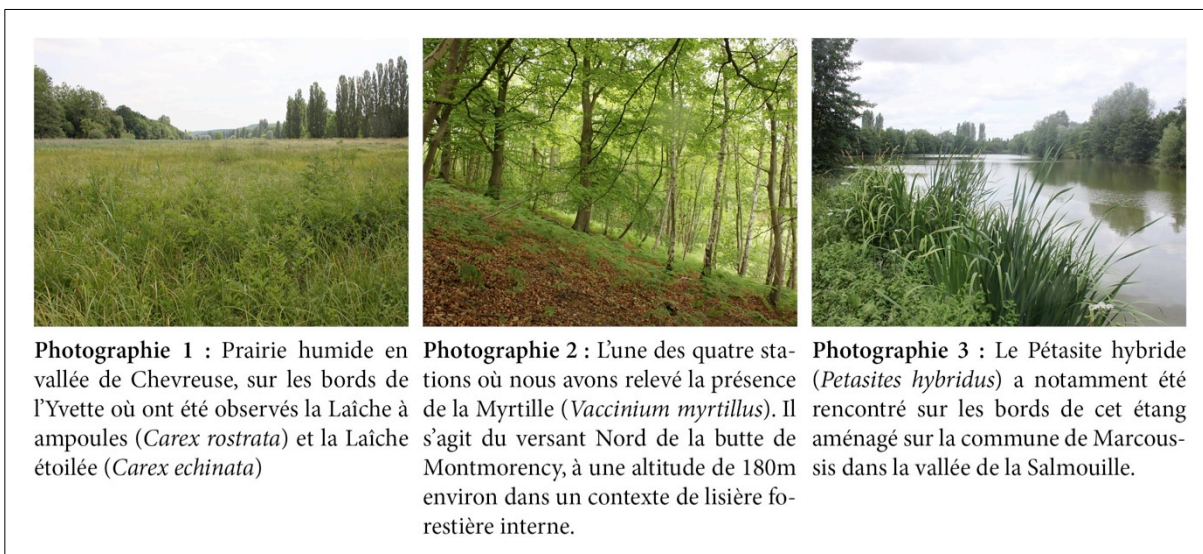 Photographie 1 : Prairie humide en
vallée de Chevreuse, sur les bords de
l'Yvette où ont été observés la Laîche à
ampoules (Carex rostrata) et la Laîche
étoilée (Carex echinata)
Photographie 2 : L'une des quatre sta-
tions où nous avons relevé la présence
de la Myrtille (Vaccinium myrtillus). Il
s'agit du versant Nord de la butte de
Montmorency, à une altitude de 180m
environ dans un contexte de lisière fo-
restière interne.
Photographie 3 : Le Pétasite hybride
(Petasites hybridus) a notamment été
rencontré sur les bords de cet étang
aménagé sur la commune de Marcous-
sis dans la vallée de la Salmouille.